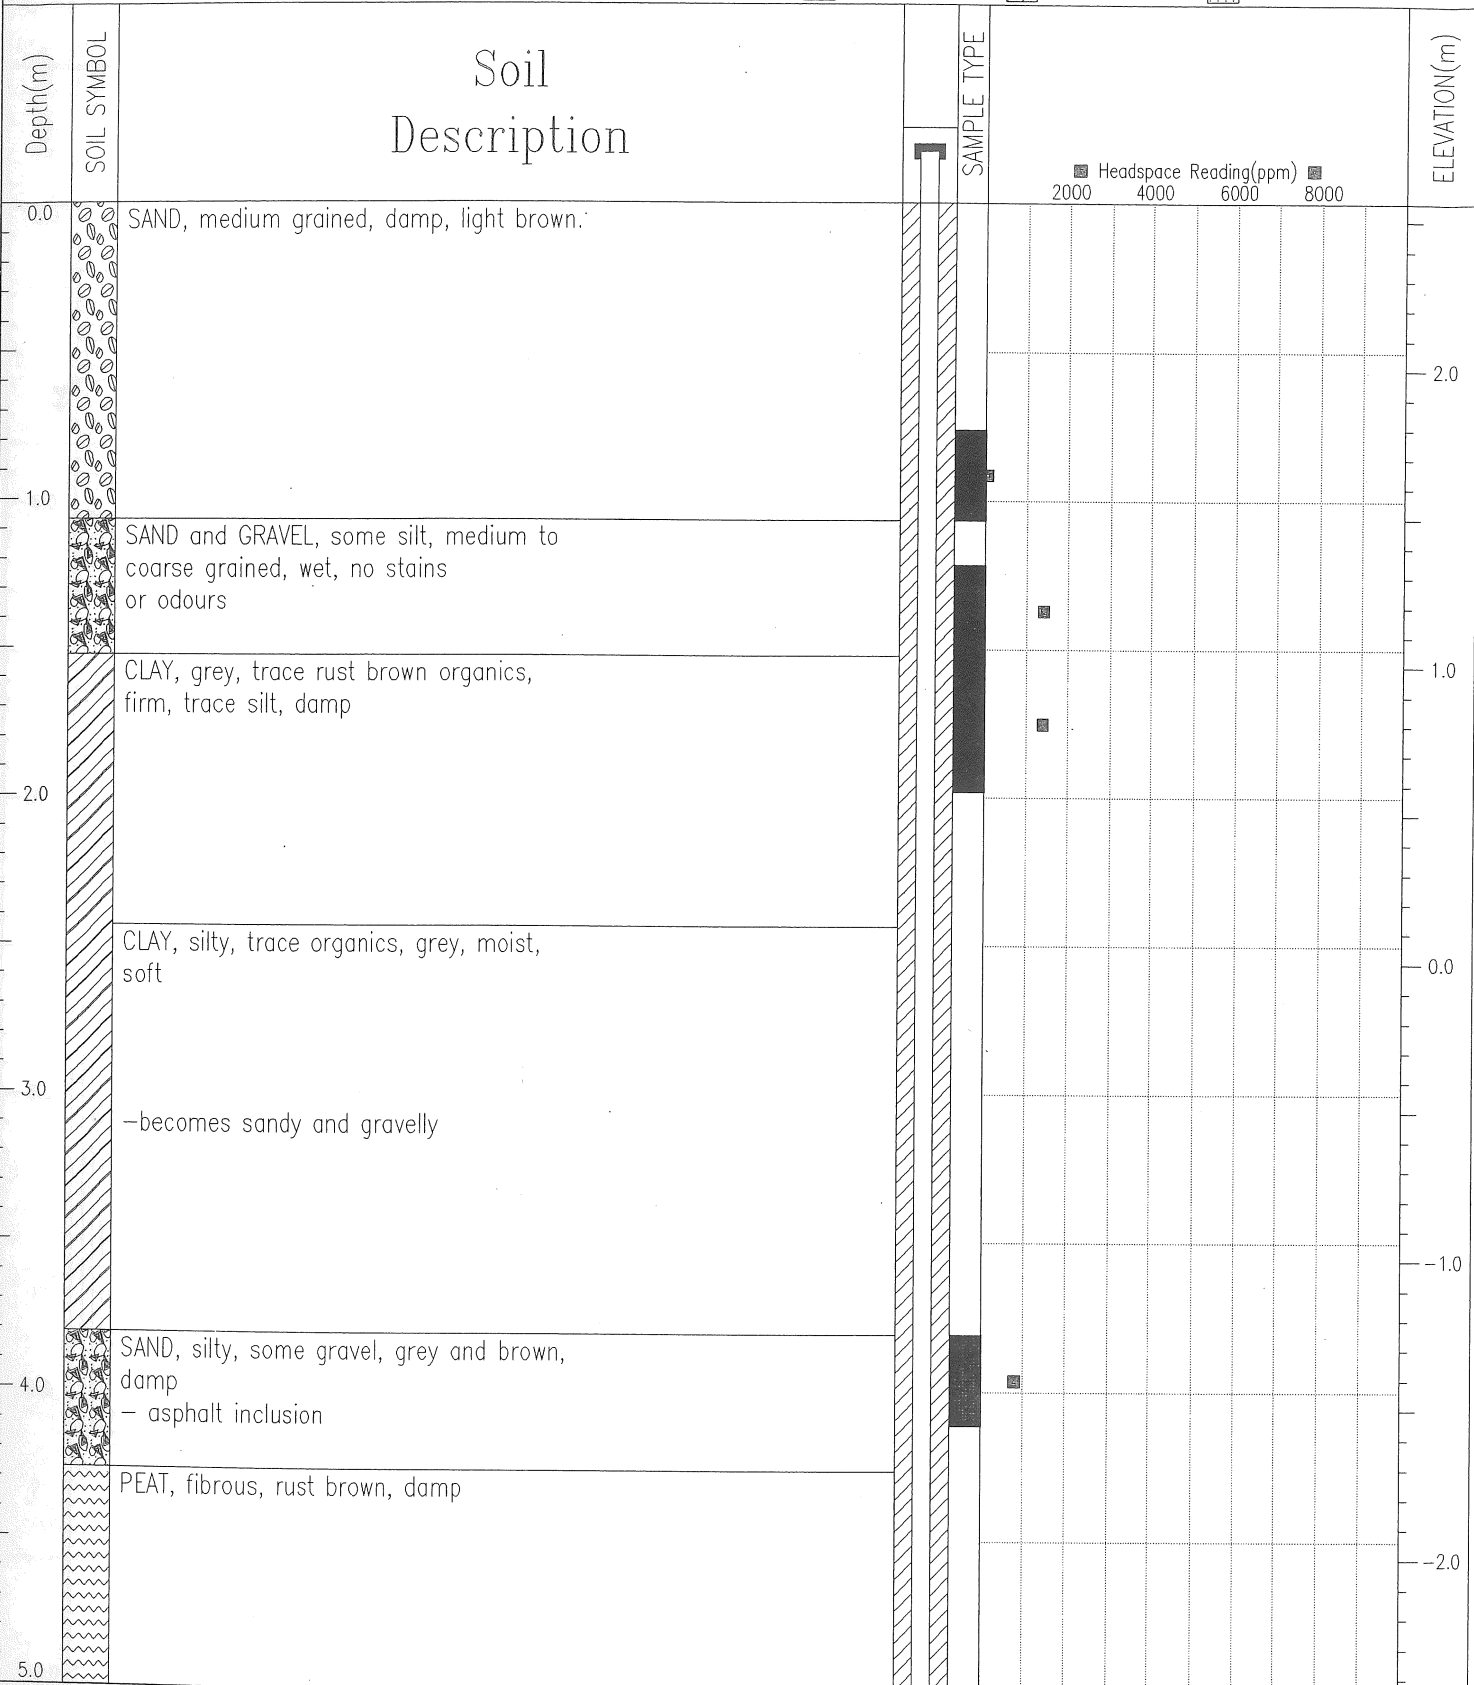 Depth(m)
SOIL SYMBOL
Soil
Description
SAMPLE TYPE
Headspace Reading(ppm)
2000 4000 6000 8000
ELEVATION(m)
0.0
SAND, medium grained, damp, light brown.
2.0
1.0
SAND and GRAVEL, some silt, medium to
coarse grained, wet, no stains
or odours
CLAY, grey, trace rust brown organics,
firm, trace silt, damp
1.0
2.0
CLAY, silty, trace organics, grey, moist,
soft
0.0
3.0
-becomes sandy and gravelly
-1.0
SAND, silty, some gravel, grey and brown,
damp
4.0
- asphalt inclusion
PEAT, fibrous, rust brown, damp
-2.0
5.0